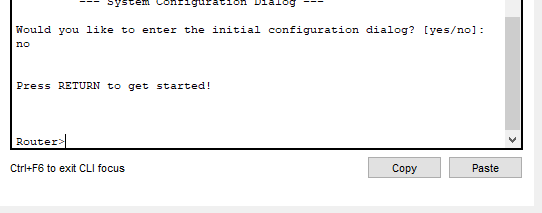 --- System Configuration Dialog ---
Would you like to enter the initial configuration dialog? [yes/no]:
no
Press RETURN to get started!
Router>
Ctrl+F6 to exit CLI focus
Copy
Paste